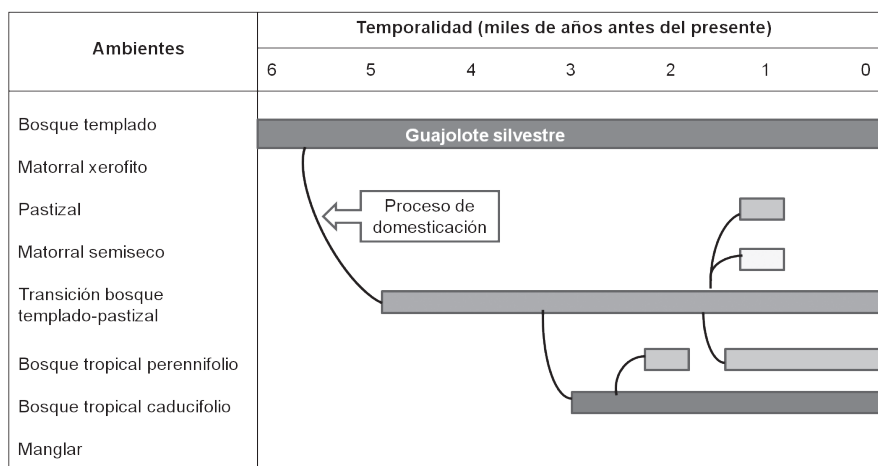 Ambientes
Temporalidad (miles de años antes del presente)
6 5 4 3 2 1 0
Bosque templado
Guajolote silvestre
Matorral xerofito
Pastizal
Proceso de
domesticación
Matorral semiseco
Transición bosque
templado-pastizal
Bosque tropical perennifolio
Bosque tropical caducifolio
Manglar